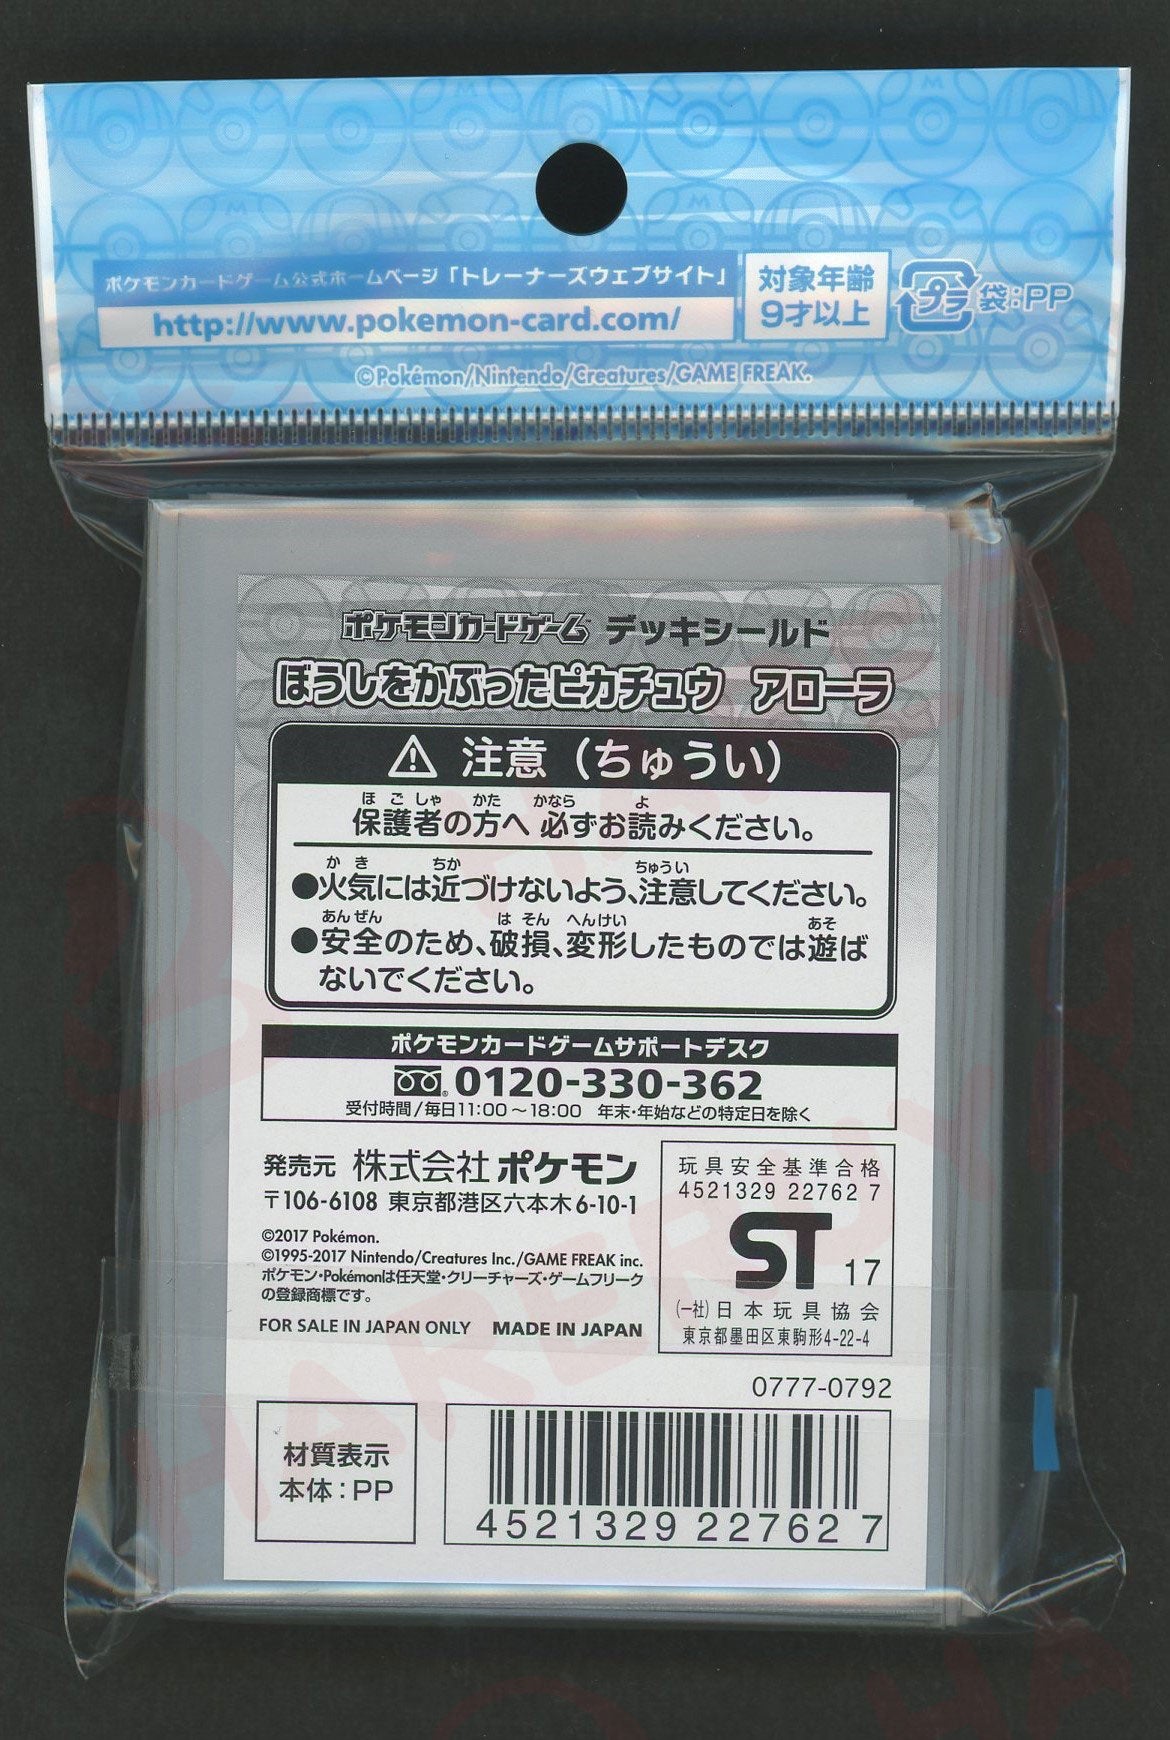 ポケモンカードゲーム公式ホームページ「トレーナーズウェブサイト」
http://www.pokemon-card.com/
対象年齢
9才以上
プラ
袋:PP
©Pokémon/Nintendo/Creatures/GAME FREAK.
ポケモンカードゲーム デッキシールド
ぼうしをかぶったピカチュウ アローラ
注意(ちゅうい)
ほごしゃ かた かなら よ
保護者の方へ 必ずお読みください。
かき ちか ちゅうい
●火気には近づけないよう、注意してください。
あんぜん はそん へんけい あそ
●安全のため、破損、変形したものでは遊ば
ないでください。
ポケモンカードゲームサポートデスク
0120-330-362
受付時間/毎日11:00~18:00 年末・年始などの特定日を除く
発売元 株式会社 ポケモン
〒106-6108 東京都港区六本木6-10-1
©2017 Pokémon.
©1995-2017 Nintendo/Creatures Inc./GAME FREAK inc.
ポケモン・Pokémonは任天堂・クリーチャーズ・ゲームフリーク
の登録商標です。
FOR SALE IN JAPAN ONLY MADE IN JAPAN
玩具安全基準合格
4521329 22762 7
ST 17
(一社)日本玩具協会
東京都墨田区東駒形4-22-4
0777-0792
材質表示
本体:PP
4521329 22762 7